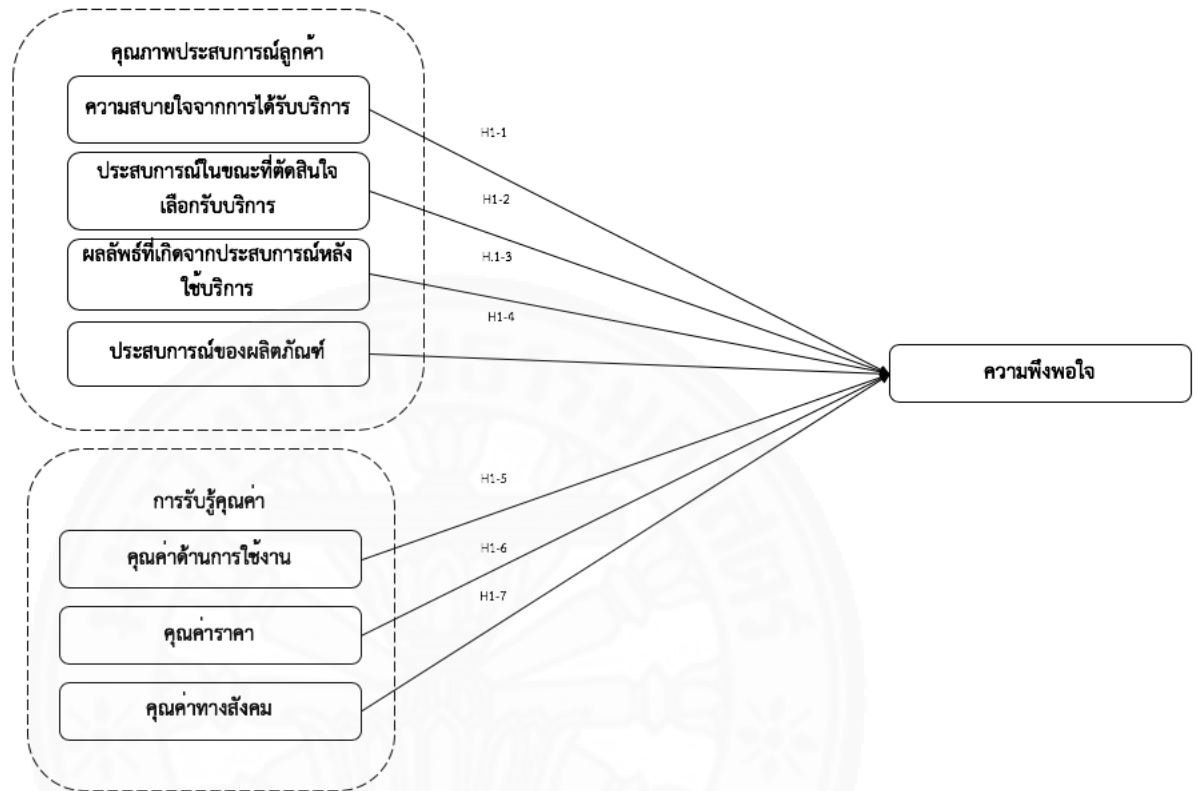 คุณภาพประสบการณ์ลูกค้า
ความสบายใจจากการได้รับบริการ
H1-1
ประสบการณ์ในขณะที่ตัดสินใจ
เลือกรับบริการ
H1-2
ผลลัพธ์ที่เกิดจากประสบการณ์หลัง
ใช้บริการ
H.1-3
H1-4
ประสบการณ์ของผลิตภัณฑ์
ความพึงพอใจ
การรับรู้คุณค่า
H1-5
คุณค่าด้านการใช้งาน
H1-6
H1-7
คุณค่าราคา
คุณค่าทางสังคม